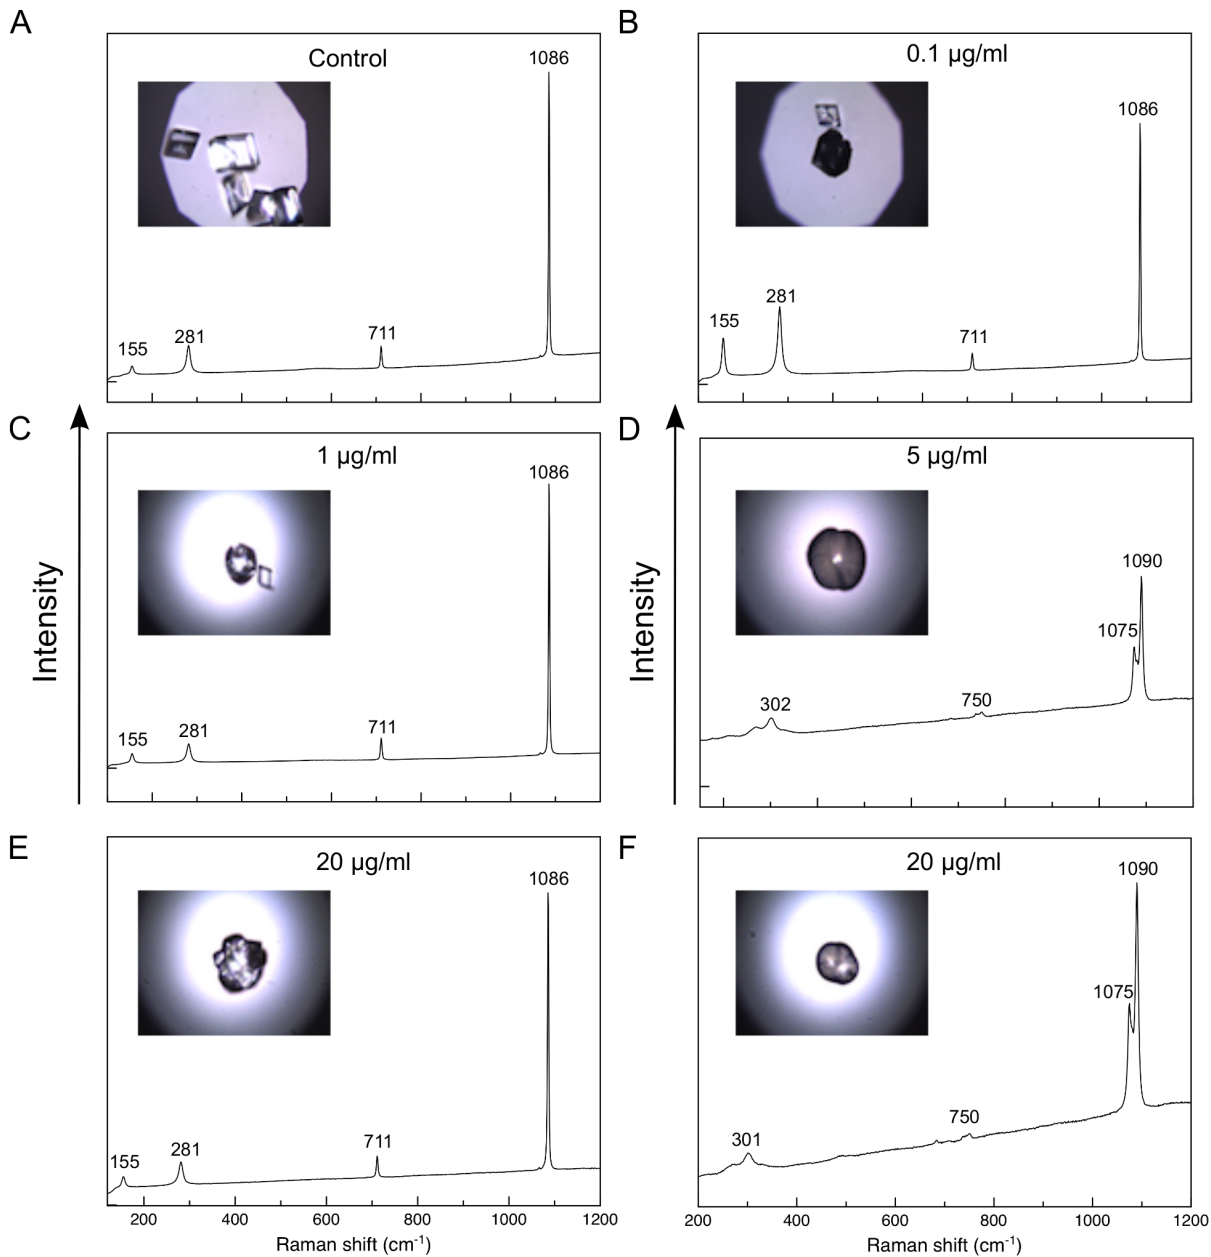 A
Control
155
281
711
1086
B
0.1 µg/ml
155
281
711
1086
C
1 µg/ml
155
281
711
1086
Intensity
D
5 µg/ml
302
750
1075
1090
Intensity
E
20 µg/ml
155
281
711
1086
200 400 600 800 1000 1200
Raman shift (cm⁻¹)
F
20 µg/ml
301
750
1075
1090
200 400 600 800 1000 1200
Raman shift (cm⁻¹)